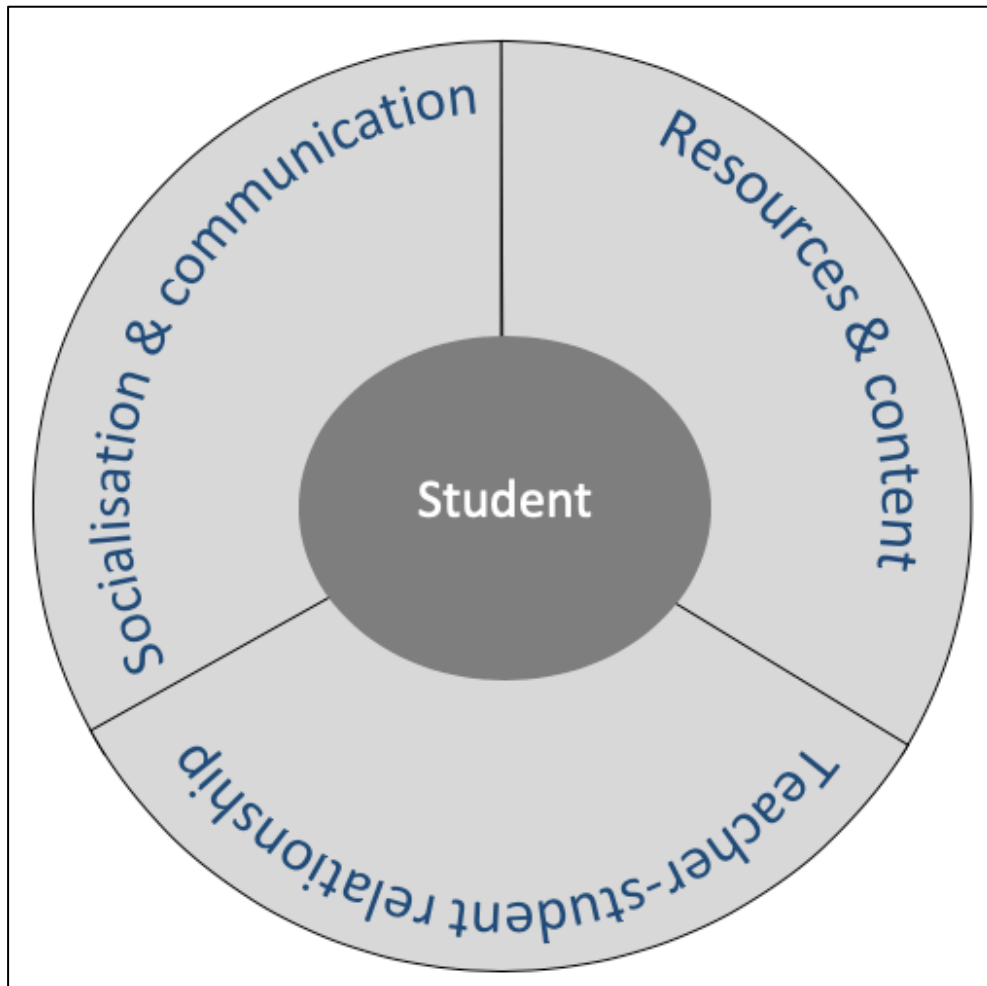 Socialisation & communication
Resources & content
Student
Teacher-student relationship